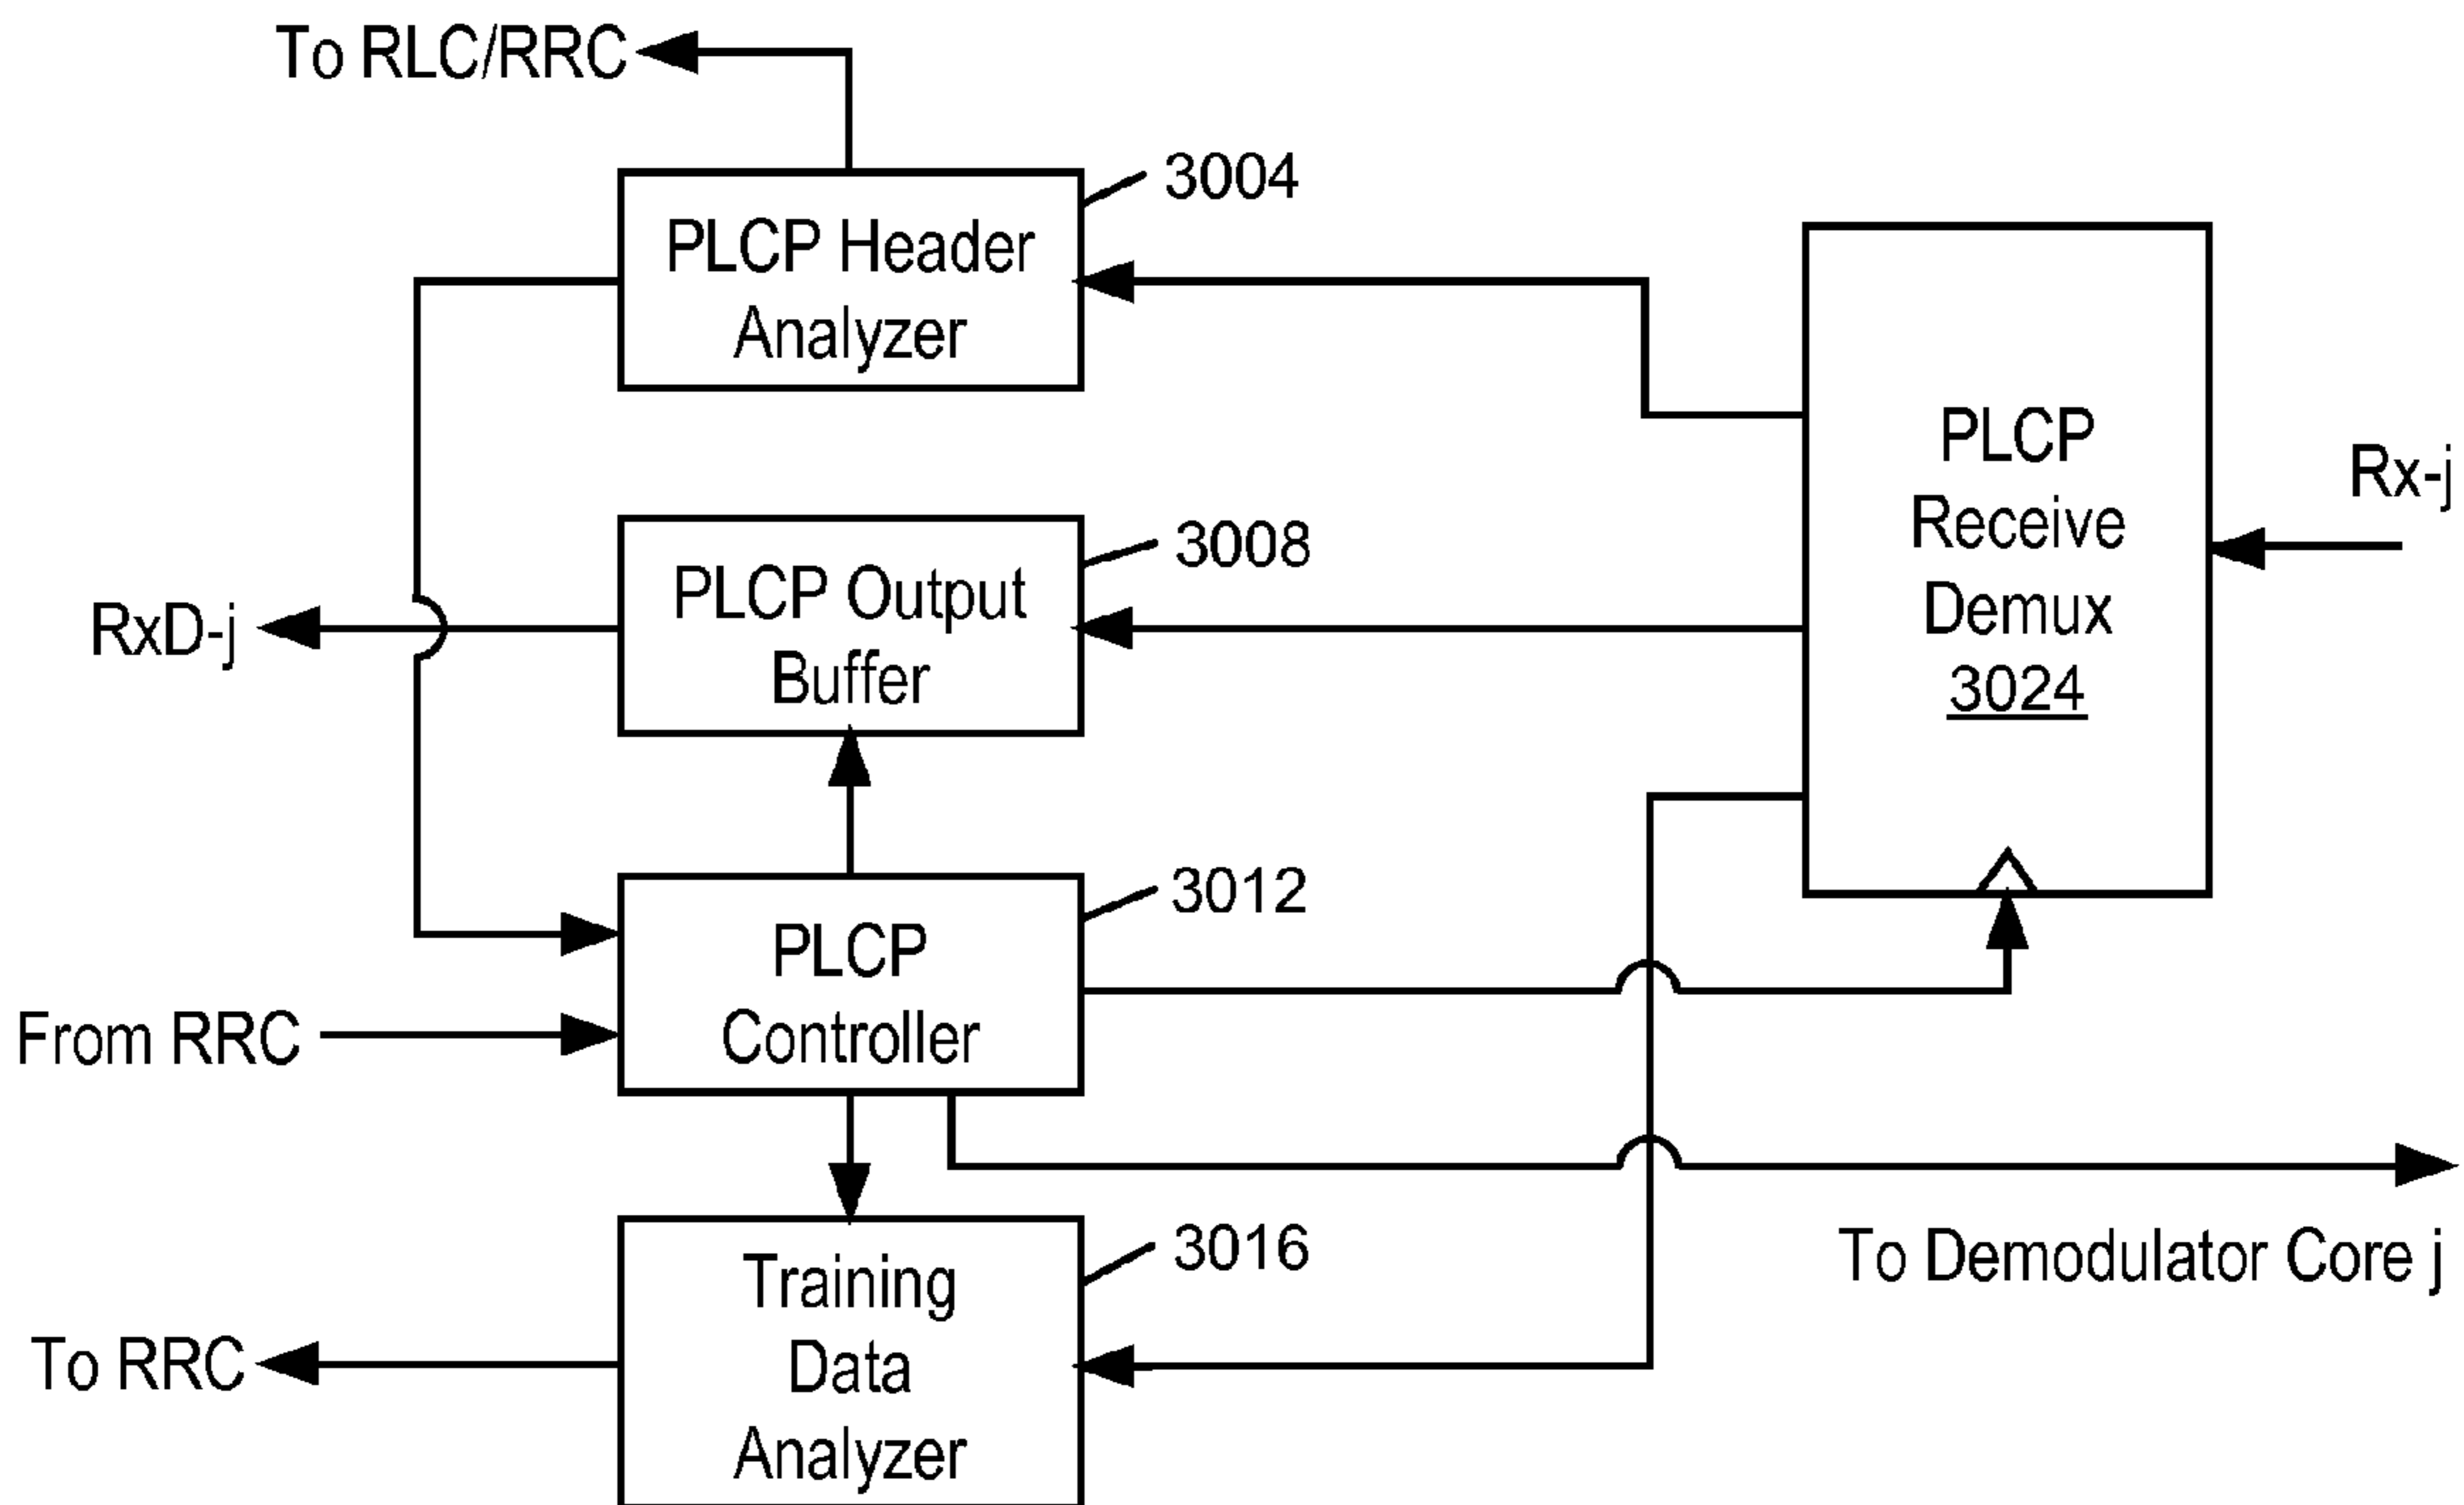 To RLC/RRC
3004
PLCP Header
Analyzer
PLCP
Receive
Demux
3024
Rx-j
3008
PLCP Output
Buffer
RxD-j
3012
PLCP
Controller
From RRC
3016
Training
Data
Analyzer
To Demodulator Core j
To RRC